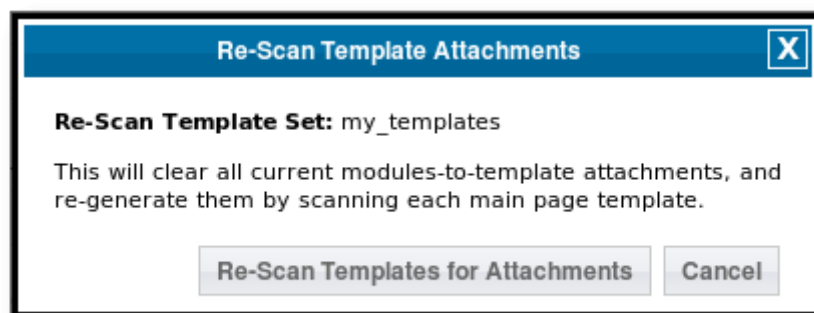 Re-Scan Template Attachments X
Re-Scan Template Set: my_templates
This will clear all current modules-to-template attachments, and
re-generate them by scanning each main page template.
Re-Scan Templates for Attachments Cancel